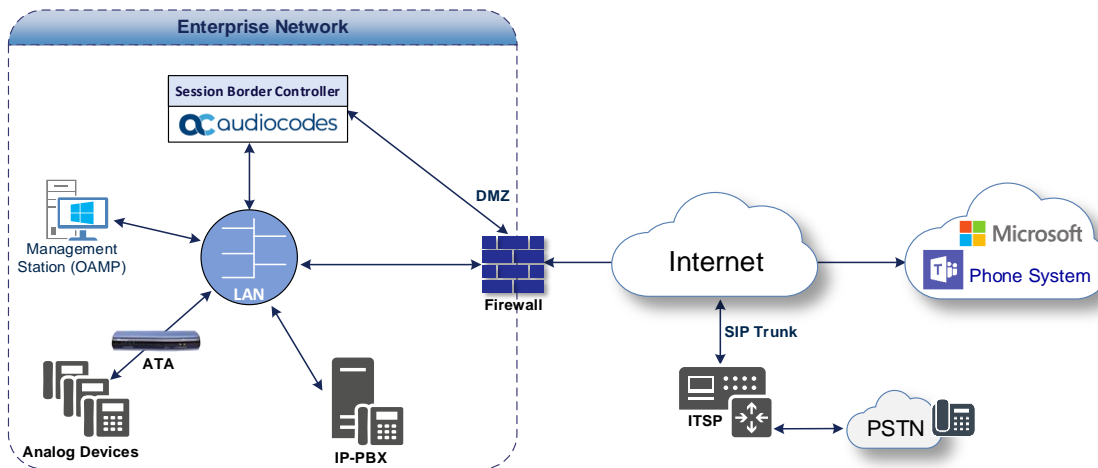 Enterprise Network
Session Border Controller
audiocodes
DMZ
Management
Station (OAMP)
LAN
Firewall
Internet
Microsoft
T
Phone System
SIP Trunk
ATA
Analog Devices
IP-PBX
ITSP
PSTN